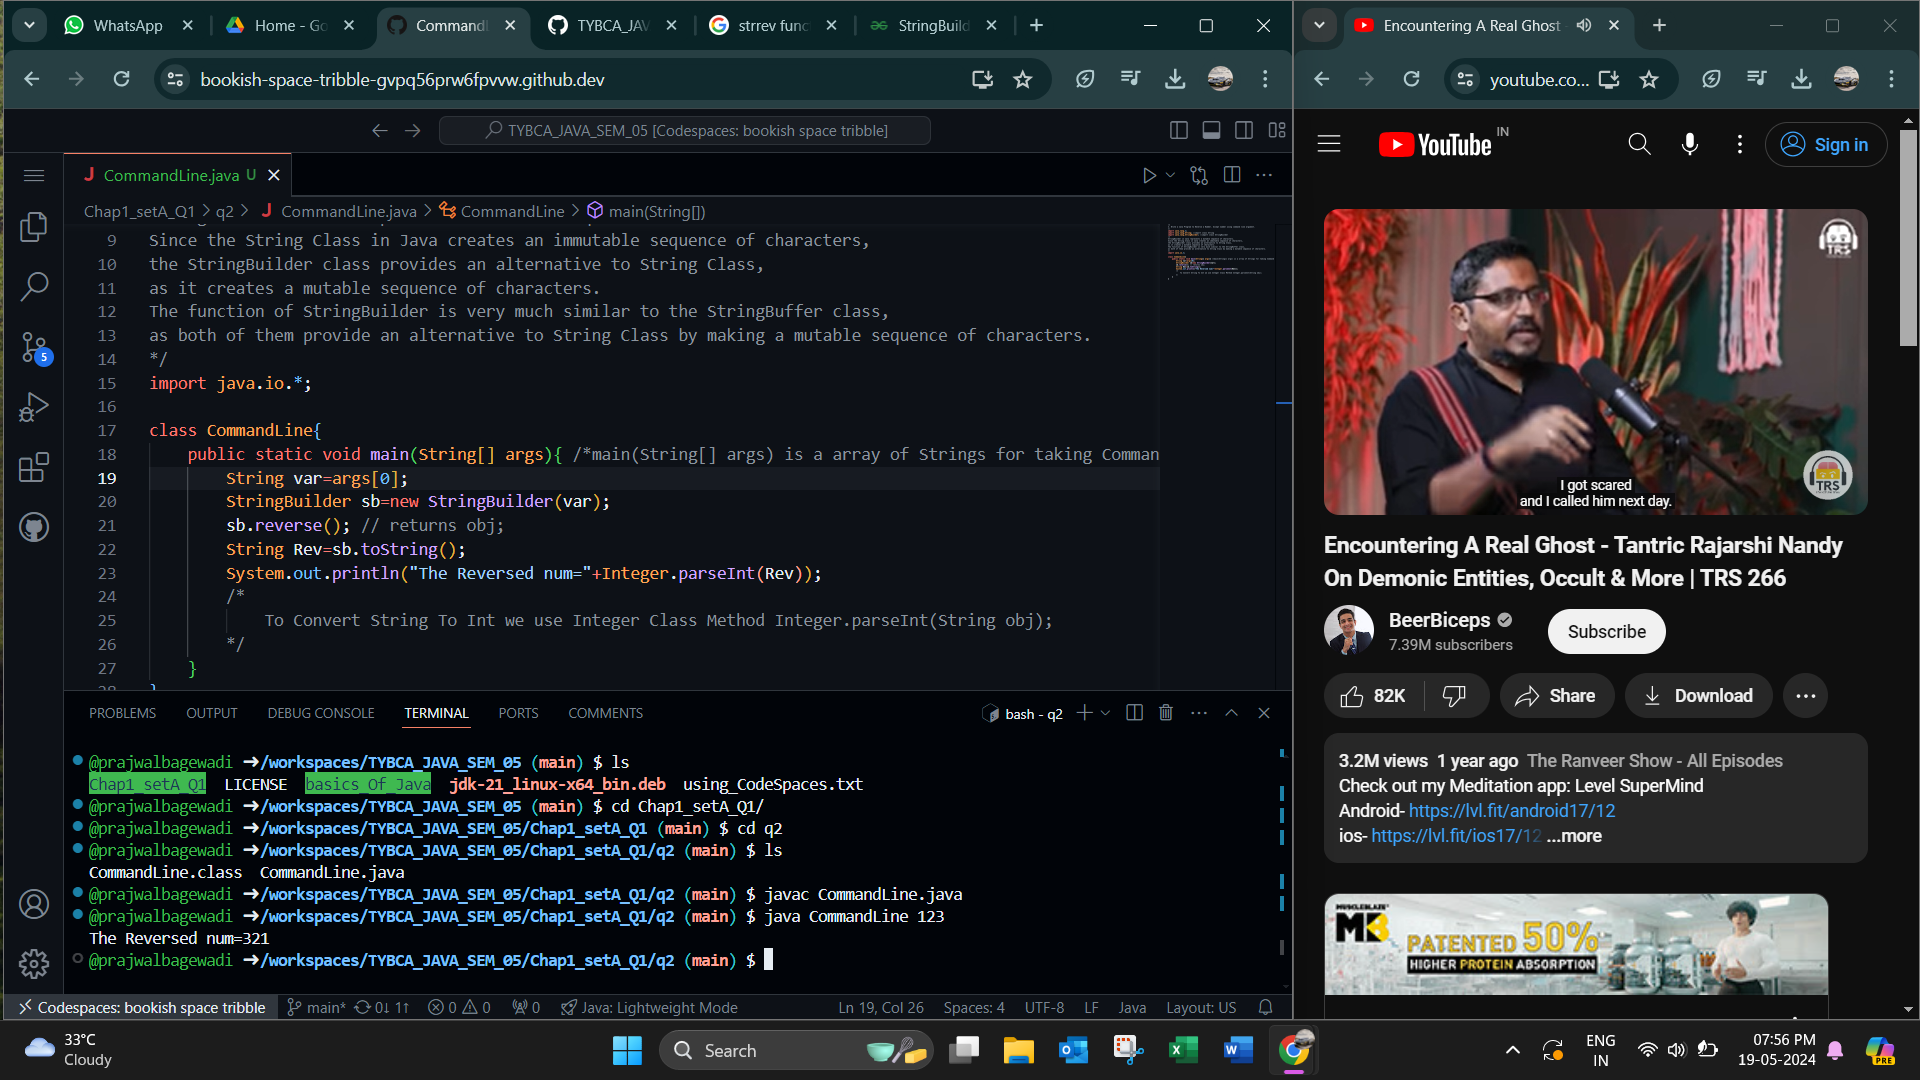 WhatsApp
Home - Go
Command
TYBCA_JAV
strrev func
StringBuild
bookish-space-tribble-gvpq56prw6fpvvw.github.dev
TYBCA_JAVA_SEM_05 [Codespaces: bookish space tribble]
J CommandLine.java U
Chap1_setA_Q1 > q2 > J CommandLine.java > CommandLine > main(String[])
9 Since the String Class in Java creates an immutable sequence of characters,
10 the StringBuilder class provides an alternative to String Class,
11 as it creates a mutable sequence of characters.
12 The function of StringBuilder is very much similar to the StringBuffer class,
13 as both of them provide an alternative to String Class by making a mutable sequence of characters.
14 */
15 import java.io.*;
16
17 class CommandLine{
18 public static void main(String[] args){ /*main(String[] args) is a array of Strings for taking Comman
19 String var=args[0];
20 StringBuilder sb=new StringBuilder(var);
21 sb.reverse(); // returns obj;
22 String Rev=sb.toString();
23 System.out.println("The Reversed num="+Integer.parseInt(Rev));
24 /*
25 To Convert String To Int we use Integer Class Method Integer.parseInt(String obj);
26 */
27 }
PROBLEMS OUTPUT DEBUG CONSOLE TERMINAL PORTS COMMENTS
bash - q2
@prajwalbagewadi ➜/workspaces/TYBCA_JAVA_SEM_05 (main) $ ls
Chap1_setA_Q1 LICENSE basics_Of_Java jdk-21_linux-x64_bin.deb using_CodeSpaces.txt
@prajwalbagewadi ➜/workspaces/TYBCA_JAVA_SEM_05 (main) $ cd Chap1_setA_Q1/
@prajwalbagewadi ➜/workspaces/TYBCA_JAVA_SEM_05/Chap1_setA_Q1 (main) $ cd q2
@prajwalbagewadi ➜/workspaces/TYBCA_JAVA_SEM_05/Chap1_setA_Q1/q2 (main) $ ls
CommandLine.class CommandLine.java
@prajwalbagewadi ➜/workspaces/TYBCA_JAVA_SEM_05/Chap1_setA_Q1/q2 (main) $ javac CommandLine.java
@prajwalbagewadi ➜/workspaces/TYBCA_JAVA_SEM_05/Chap1_setA_Q1/q2 (main) $ java CommandLine 123
The Reversed num=321
@prajwalbagewadi ➜/workspaces/TYBCA_JAVA_SEM_05/Chap1_setA_Q1/q2 (main) $
5
Codespaces: bookish space tribble main* 0↓ 1↑ 0 0 0 Java: Lightweight Mode Ln 19, Col 26 Spaces: 4 UTF-8 LF Java Layout: US
Encountering A Real Ghost
youtube.co...
YouTube IN
Sign in
TRS
TRS
I got scared
and I called him next day.
Encountering A Real Ghost - Tantric Rajarshi Nandy
On Demonic Entities, Occult & More | TRS 266
BeerBiceps
7.39M subscribers
Subscribe
82K Share Download
3.2M views 1 year ago The Ranveer Show - All Episodes
Check out my Meditation app: Level SuperMind
Android- https://lvl.fit/android17/12
ios- https://lvl.fit/ios17/12 ...more
MUSCLEBLAZE
MB
PATENTED 50%
HIGHER PROTEIN ABSORPTION
33°C
Cloudy
Search
ENG
IN
07:56 PM
19-05-2024
PRE